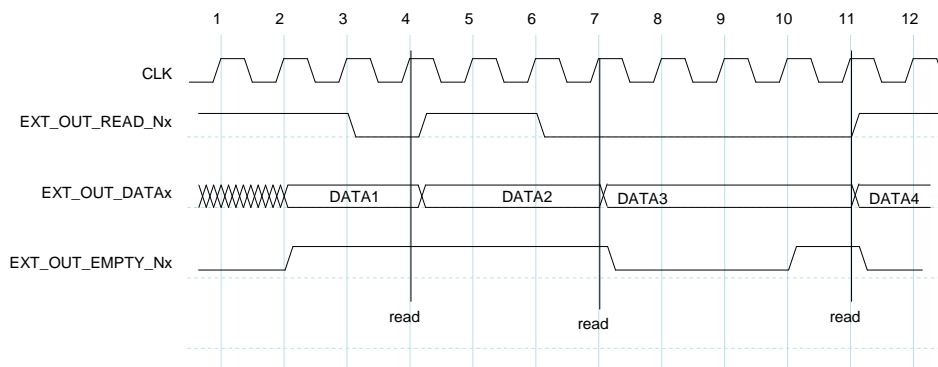 1 2 3 4 5 6 7 8 9 10 11 12
CLK
EXT_OUT_READ_Nx
EXT_OUT_DATAx DATA1 DATA2 DATA3 DATA4
EXT_OUT_EMPTY_Nx
read read read